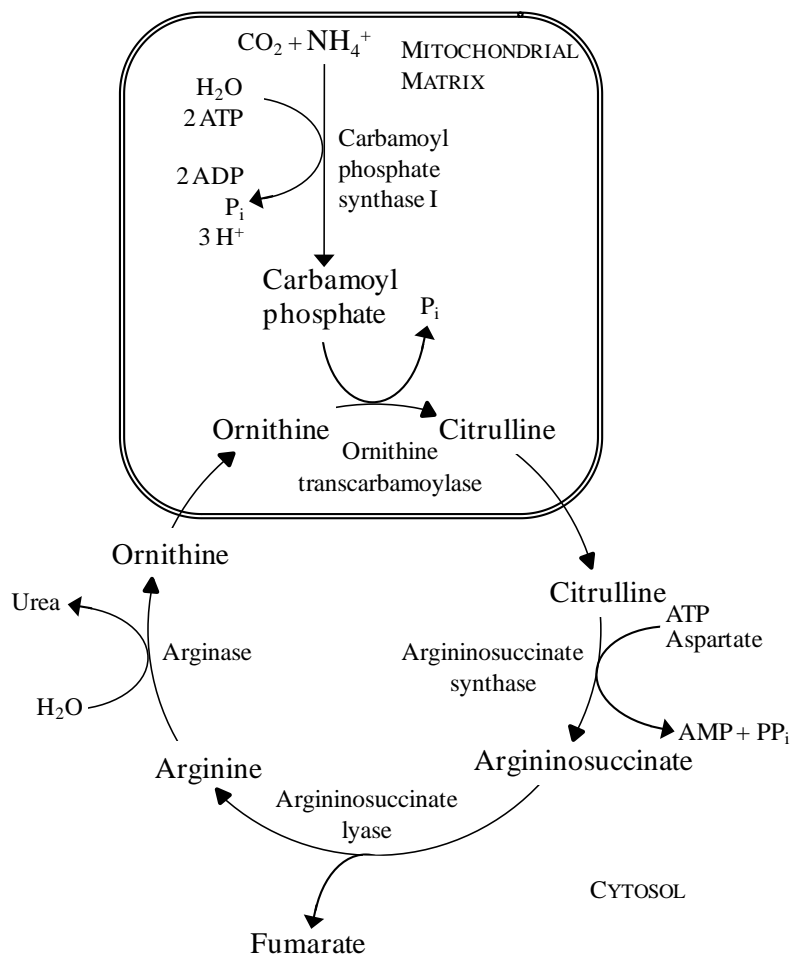 CO₂ + NH₄⁺
MITOCHONDRIAL
MATRIX
H₂O
2 ATP
Carbamoyl
phosphate
synthase I
2 ADP
Pᵢ
3 H⁺
Carbamoyl
phosphate
Pᵢ
Ornithine
Citrulline
Ornithine
transcarbamoylase
Ornithine
Citrulline
Urea
ATP
Aspartate
Arginase
Argininosuccinate
synthase
H₂O
AMP + PPᵢ
Arginine
Argininosuccinate
Argininosuccinate
lyase
CYTOSOL
Fumarate